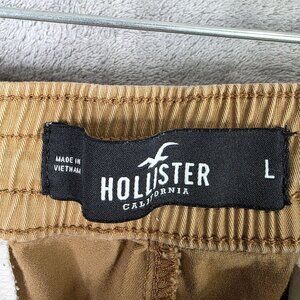 MADE IN
VIETNAM
HOLLISTER
CALIFORNIA
L